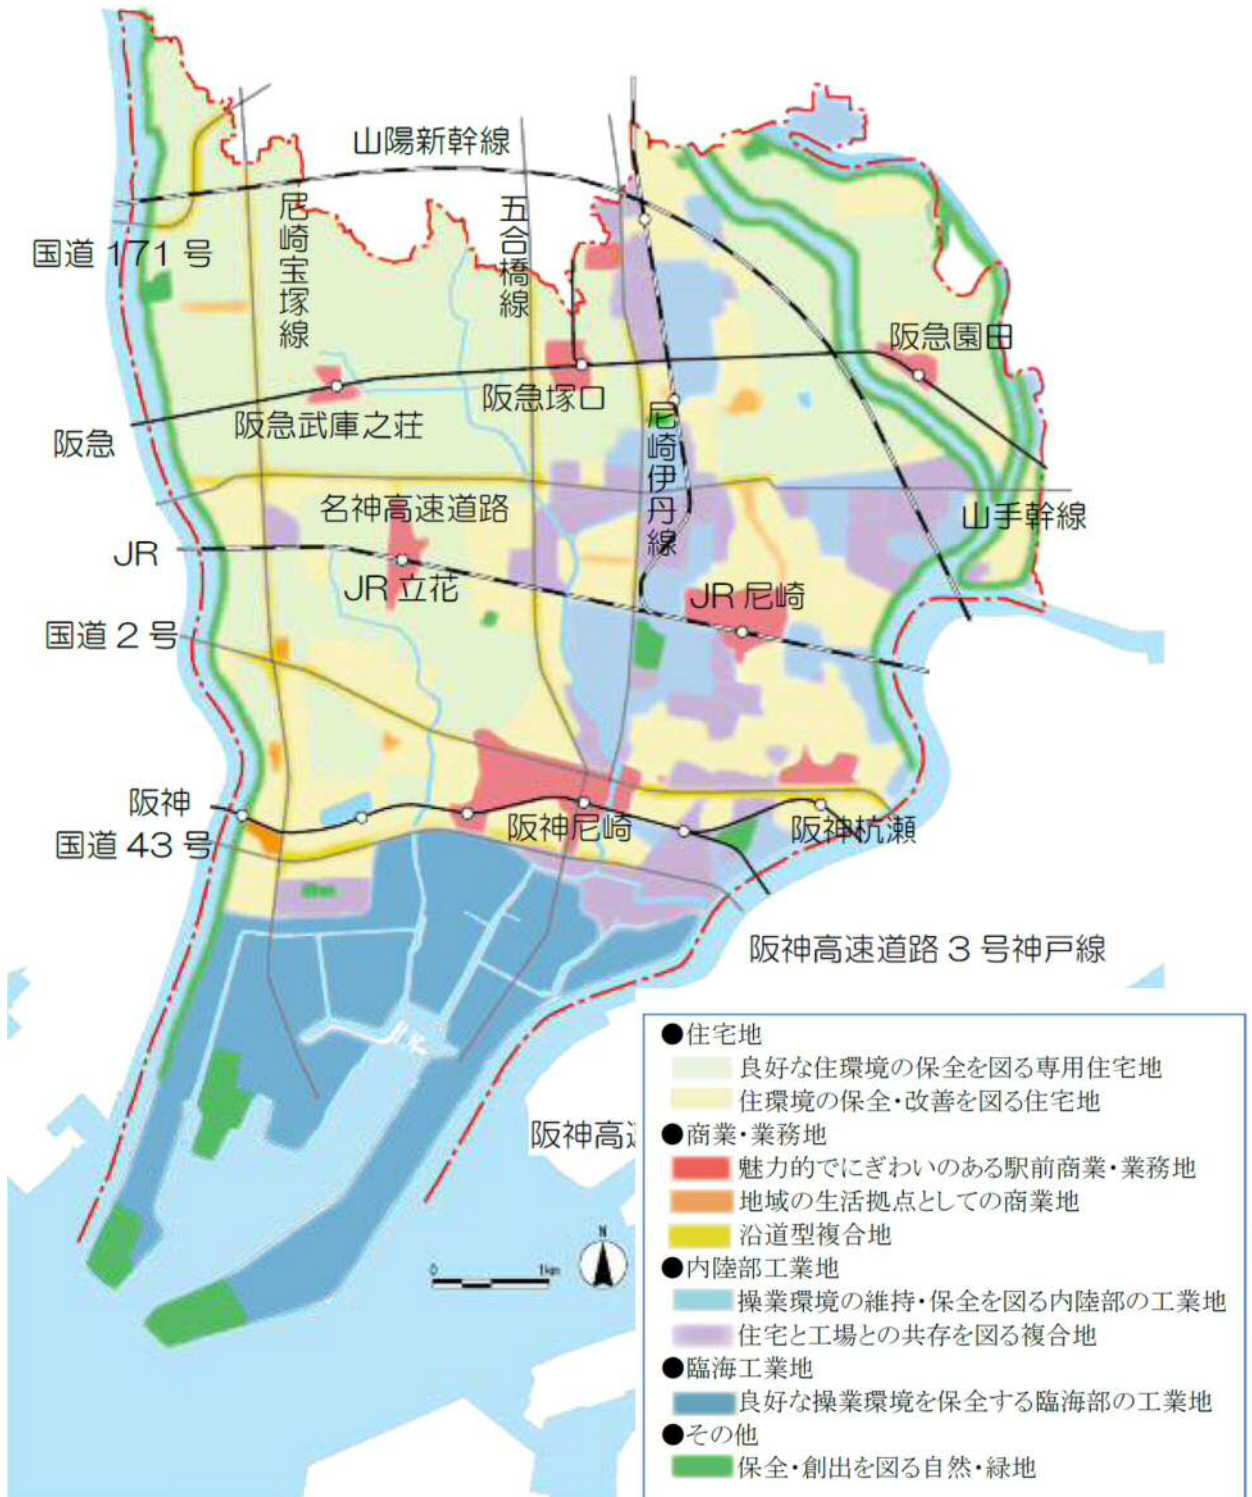 山陽新幹線
尼崎宝塚線
五合橋線
国道 171 号
阪急園田
阪急塚口
阪急武庫之荘
阪急
尼崎伊丹線
名神高速道路
山手幹線
JR
JR 立花
JR 尼崎
国道 2 号
阪神
阪神尼崎
阪神杭瀬
国道 43 号
阪神高速道路 3 号神戸線
阪神高速
N
0 1km
●住宅地
良好な住環境の保全を図る専用住宅地
住環境の保全・改善を図る住宅地
●商業・業務地
魅力的でにぎわいのある駅前商業・業務地
地域の生活拠点としての商業地
沿道型複合地
●内陸部工業地
操業環境の維持・保全を図る内陸部の工業地
住宅と工場との共存を図る複合地
●臨海工業地
良好な操業環境を保全する臨海部の工業地
●その他
保全・創出を図る自然・緑地